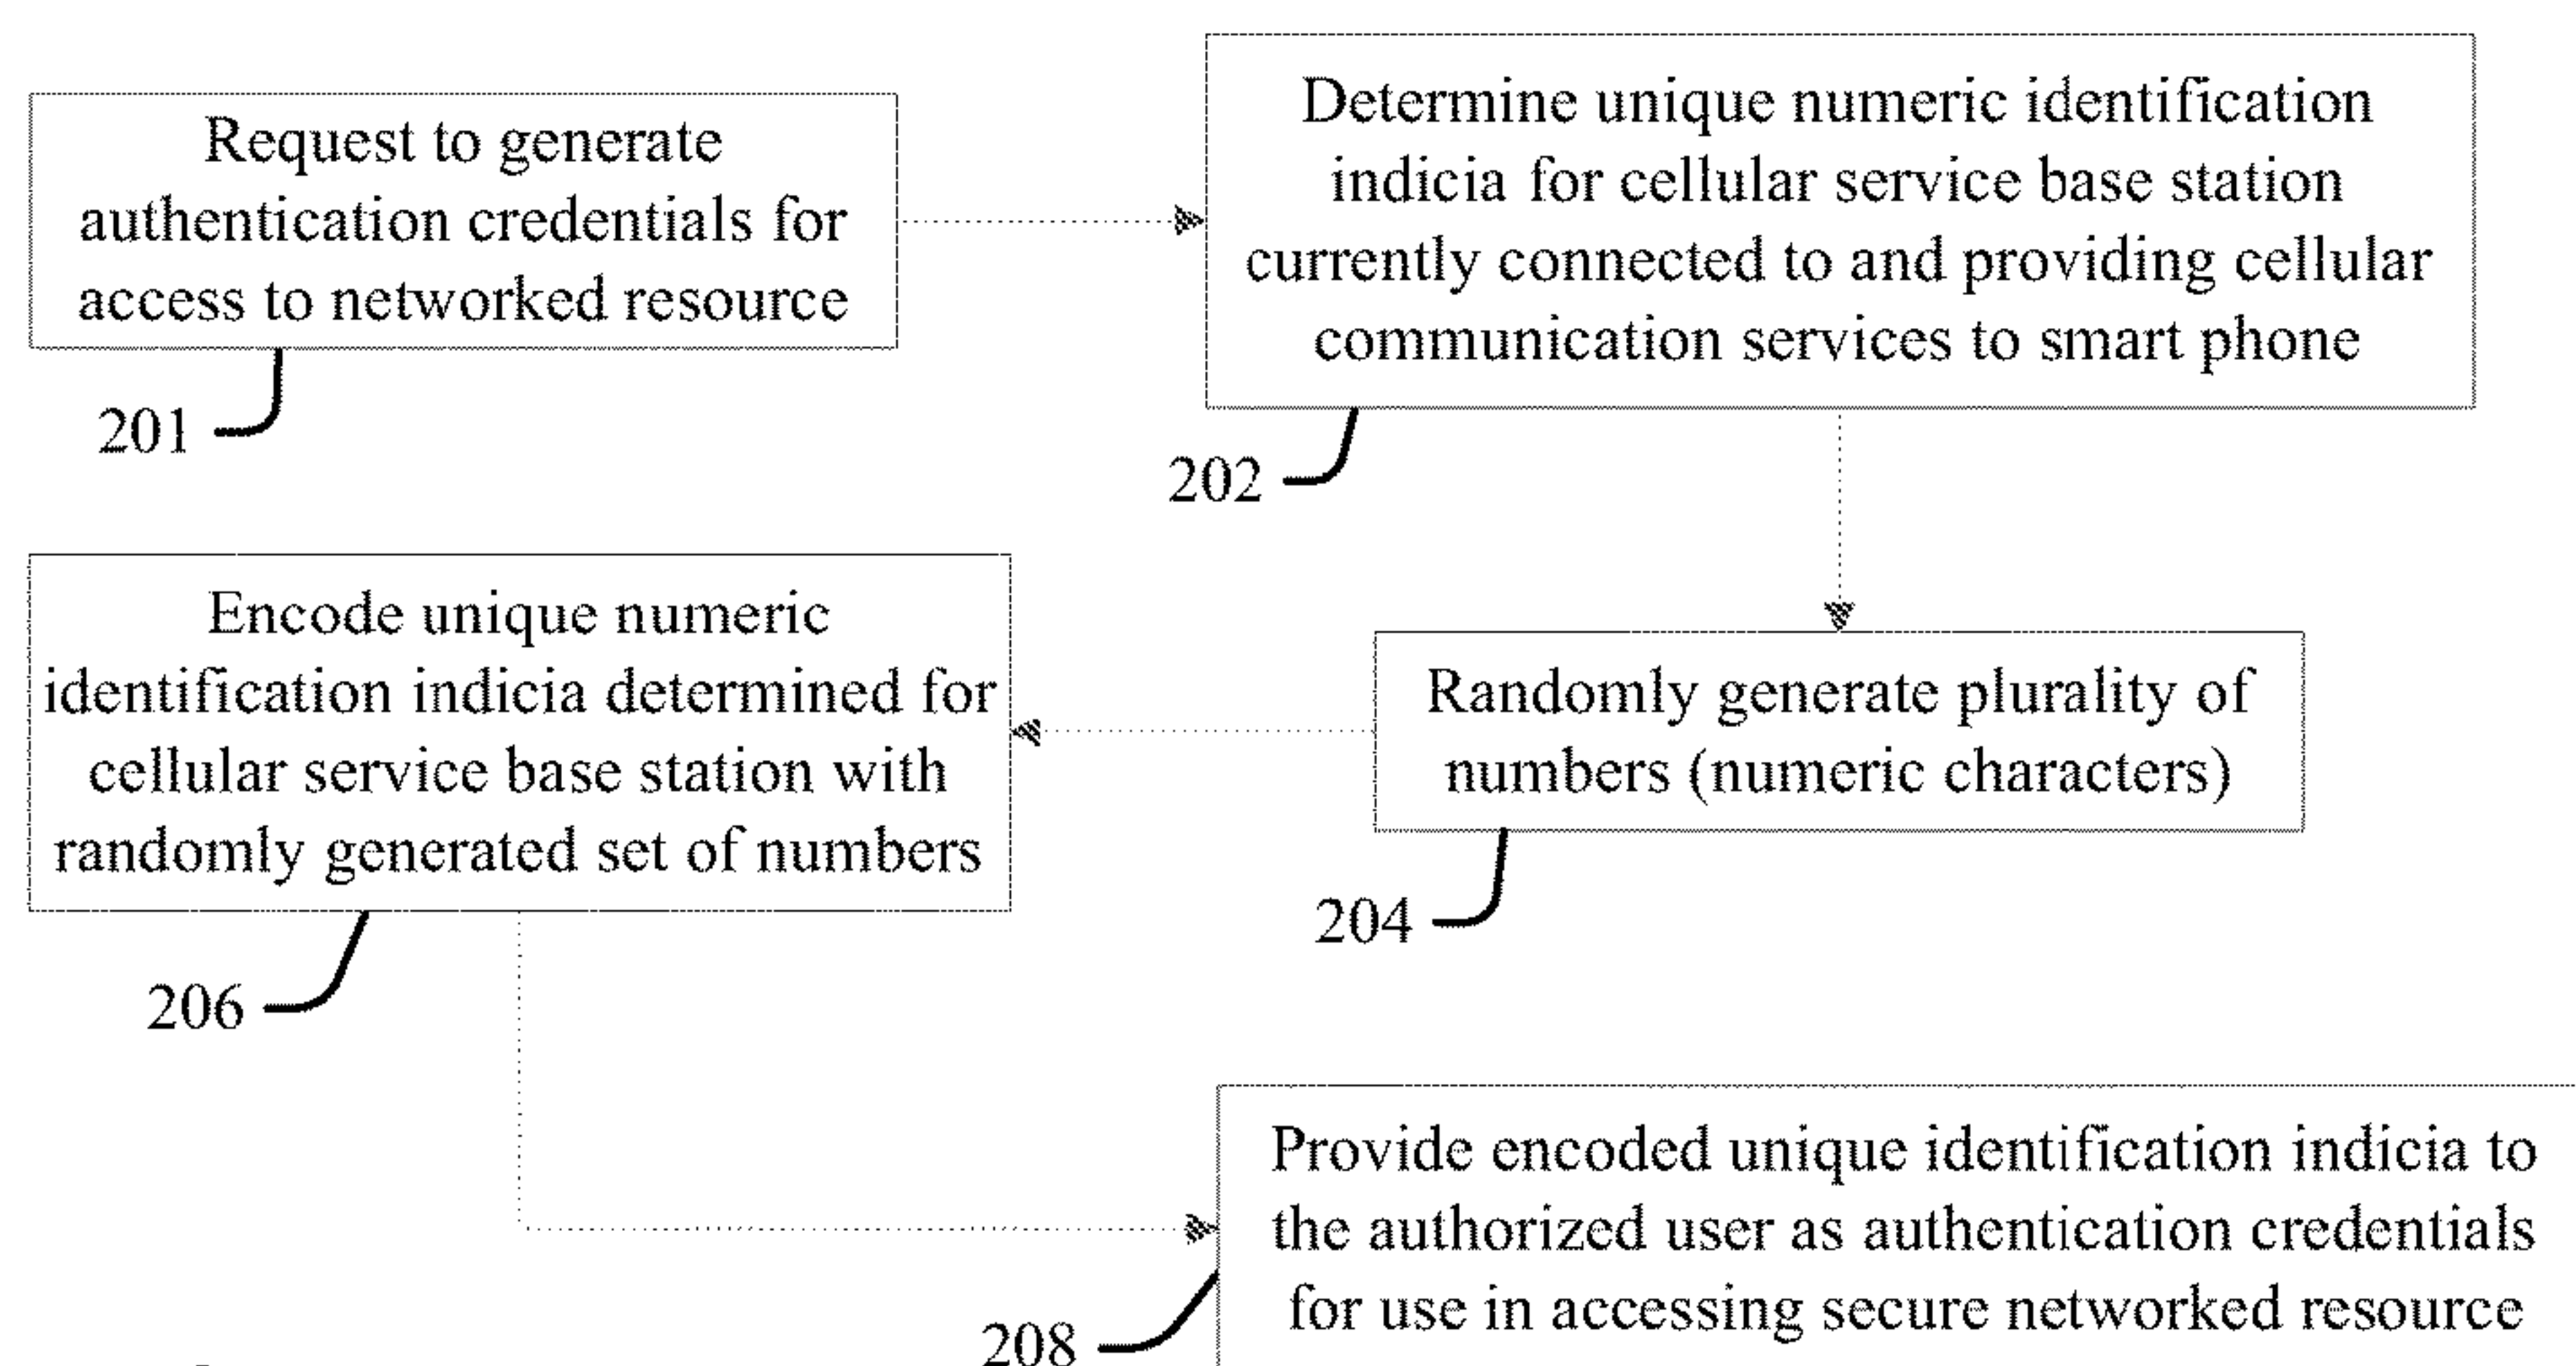 Request to generate
authentication credentials for
access to networked resource
201
Determine unique numeric identification
indicia for cellular service base station
currently connected to and providing cellular
communication services to smart phone
202
Randomly generate plurality of
numbers (numeric characters)
204
Encode unique numeric
identification indicia determined for
cellular service base station with
randomly generated set of numbers
206
Provide encoded unique identification indicia to
the authorized user as authentication credentials
for use in accessing secure networked resource
208